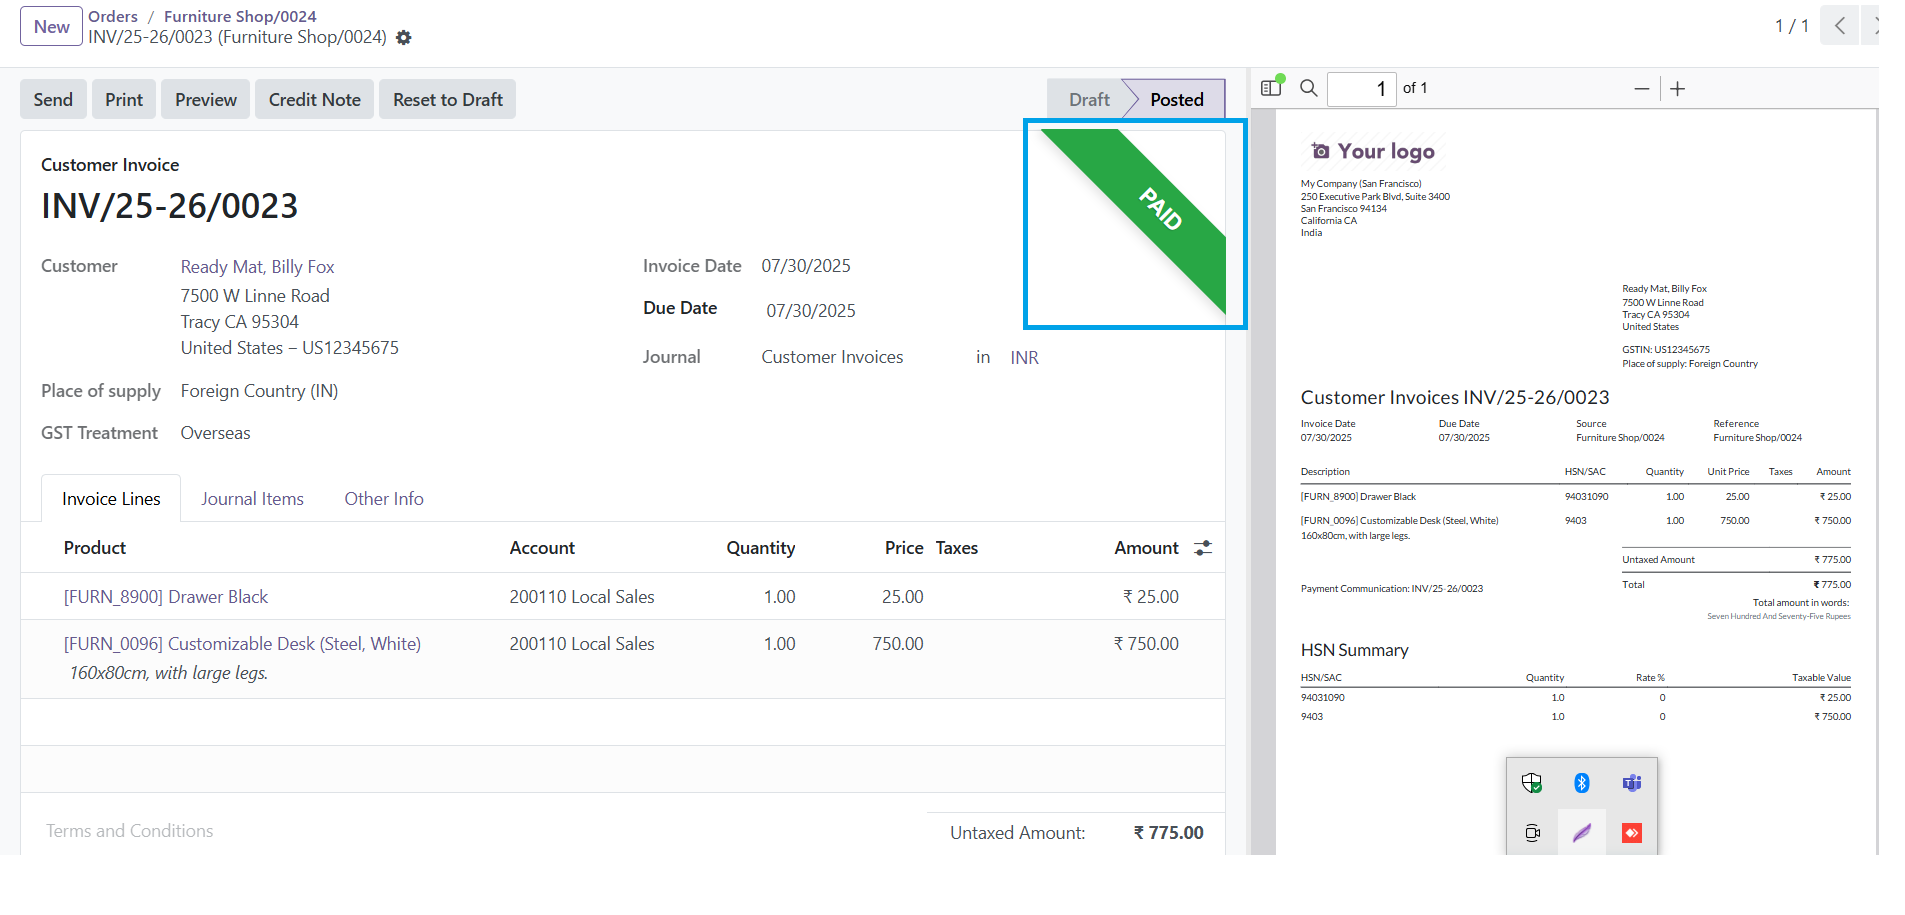 New
Orders / Furniture Shop/0024
INV/25-26/0023 (Furniture Shop/0024)
1 / 1
Send Print Preview Credit Note Reset to Draft
Draft Posted
Customer Invoice
INV/25-26/0023
PAID
Customer Ready Mat, Billy Fox
7500 W Linne Road
Tracy CA 95304
United States – US12345675
Place of supply Foreign Country (IN)
GST Treatment Overseas
Invoice Date 07/30/2025
Due Date 07/30/2025
Journal Customer Invoices in INR
Invoice Lines Journal Items Other Info
Product Account Quantity Price Taxes Amount
[FURN_8900] Drawer Black 200110 Local Sales 1.00 25.00 ₹ 25.00
[FURN_0096] Customizable Desk (Steel, White) 200110 Local Sales 1.00 750.00 ₹ 750.00
160x80cm, with large legs.
Terms and Conditions
Untaxed Amount: ₹ 775.00
1 of 1
Your logo
My Company (San Francisco)
250 Executive Park Blvd, Suite 3400
San Francisco 94134
California CA
India
Ready Mat, Billy Fox
7500 W Linne Road
Tracy CA 95304
United States
GSTIN: US12345675
Place of supply: Foreign Country
Customer Invoices INV/25-26/0023
Invoice Date Due Date Source Reference
07/30/2025 07/30/2025 Furniture Shop/0024 Furniture Shop/0024
Description HSN/SAC Quantity Unit Price Taxes Amount
[FURN_8900] Drawer Black 94031090 1.00 25.00 ₹ 25.00
[FURN_0096] Customizable Desk (Steel, White) 9403 1.00 750.00 ₹ 750.00
160x80cm, with large legs.
Untaxed Amount ₹ 775.00
Total ₹ 775.00
Payment Communication: INV/25-26/0023
Total amount in words:
Seven Hundred And Seventy-Five Rupees
HSN Summary
HSN/SAC Quantity Rate % Taxable Value
94031090 1.0 0 ₹ 25.00
9403 1.0 0 ₹ 750.00